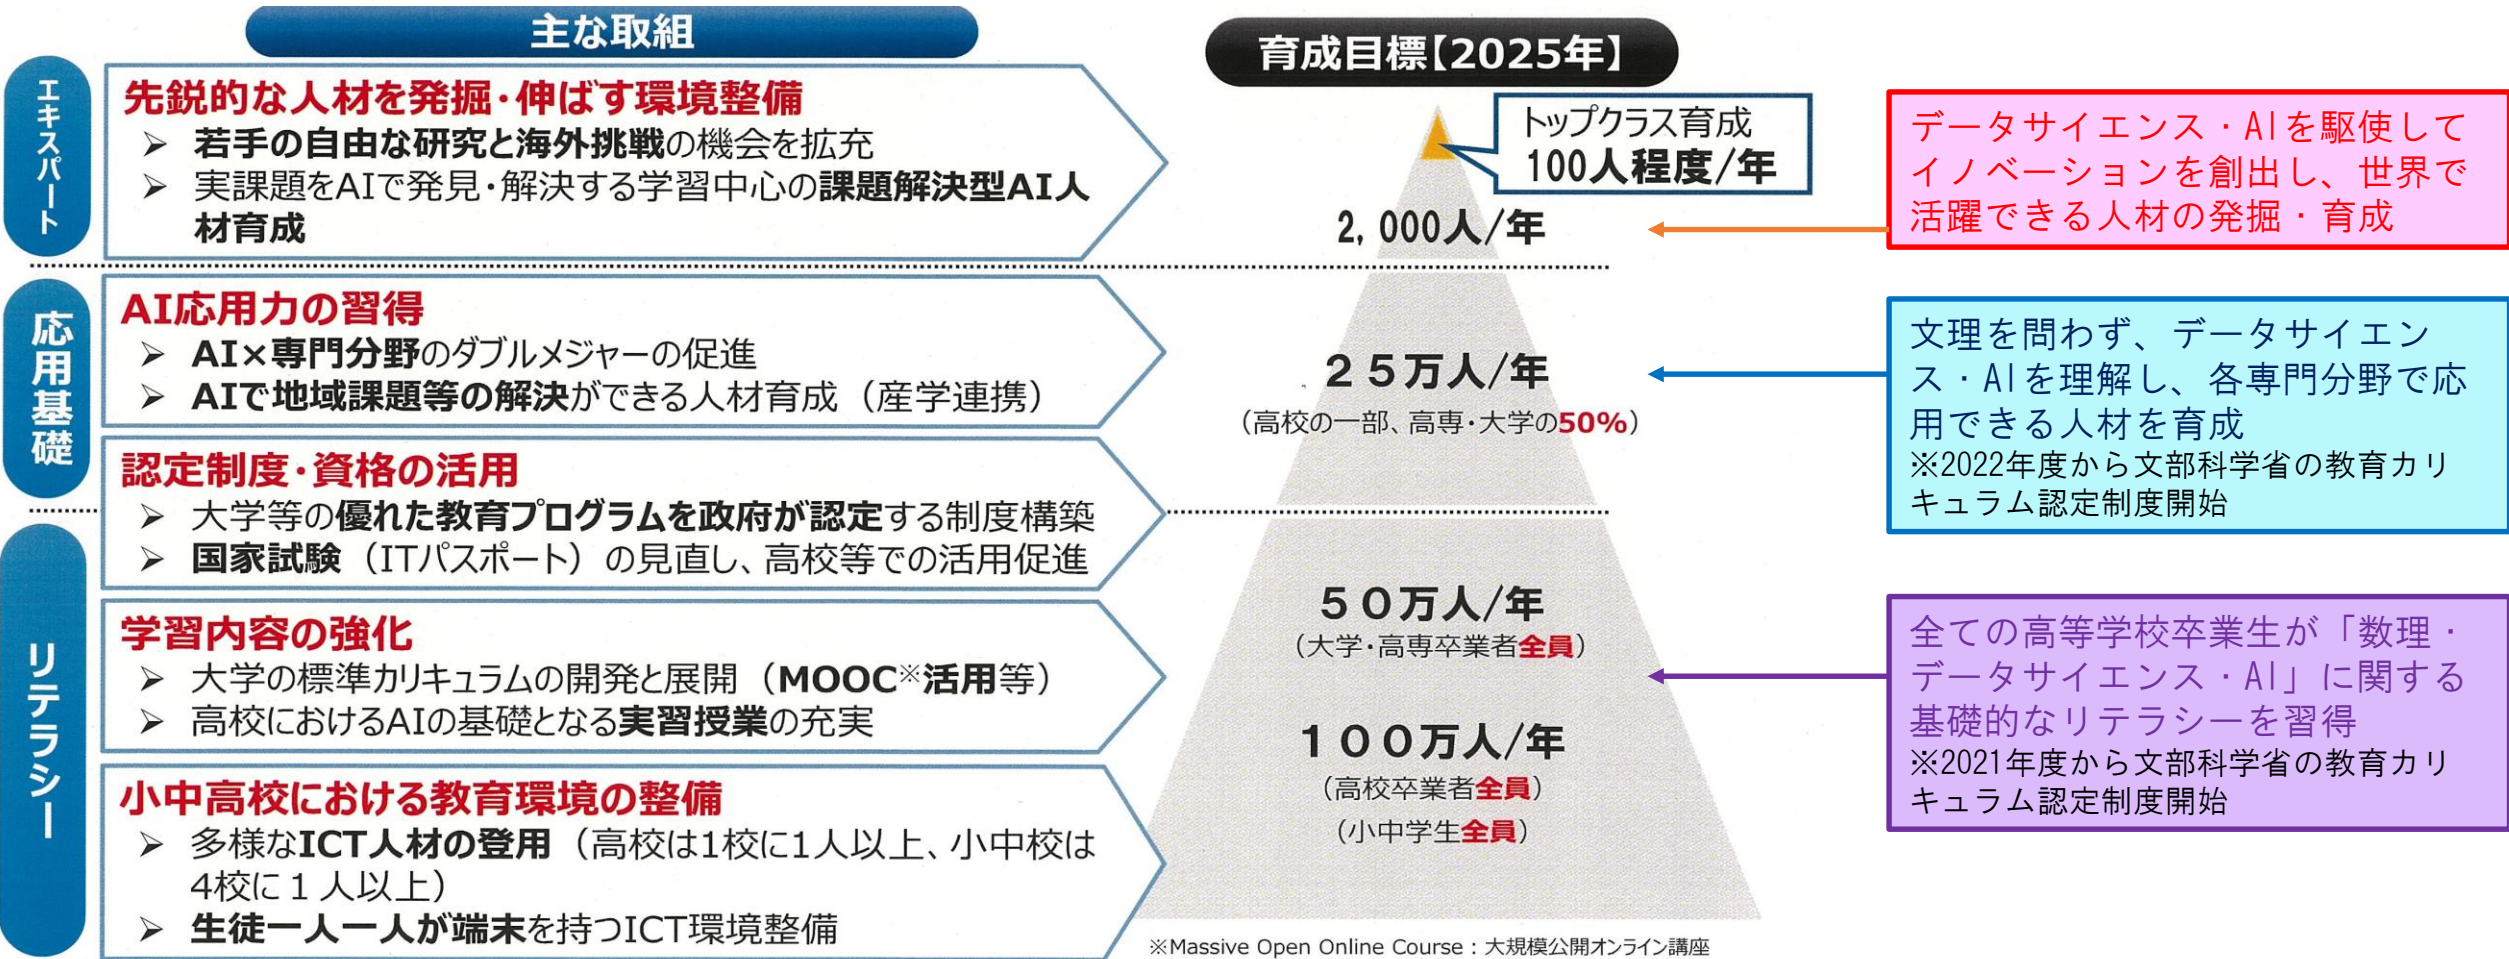 主な取組
エキスパート
先鋭的な人材を発掘・伸ばす環境整備
➢ 若手の自由な研究と海外挑戦の機会を拡充
➢ 実課題をAIで発見・解決する学習中心の課題解決型AI人
材育成
応用基礎
AI応用力の習得
➢ AI×専門分野のダブルメジャーの促進
➢ AIで地域課題等の解決ができる人材育成（産学連携）
認定制度・資格の活用
➢ 大学等の優れた教育プログラムを政府が認定する制度構築
➢ 国家試験（ITパスポート）の見直し、高校等での活用促進
リテラシー
学習内容の強化
➢ 大学の標準カリキュラムの開発と展開（MOOC※活用等）
➢ 高校におけるAIの基礎となる実習授業の充実
小中高校における教育環境の整備
➢ 多様なICT人材の登用（高校は1校に1人以上、小中校は
4校に１人以上）
➢ 生徒一人一人が端末を持つICT環境整備
育成目標【2025年】
トップクラス育成
100人程度/年
2,000人/年
２５万人/年
（高校の一部、高専・大学の50%）
５０万人/年
（大学・高専卒業者全員）
１００万人/年
（高校卒業者全員）
（小中学生全員）
※Massive Open Online Course：大規模公開オンライン講座
データサイエンス・AIを駆使して
イノベーションを創出し、世界で
活躍できる人材の発掘・育成
文理を問わず、データサイエン
ス・AIを理解し、各専門分野で応
用できる人材を育成
※2022年度から文部科学省の教育カリ
キュラム認定制度開始
全ての高等学校卒業生が「数理・
データサイエンス・AI」に関する
基礎的なリテラシーを習得
※2021年度から文部科学省の教育カリ
キュラム認定制度開始